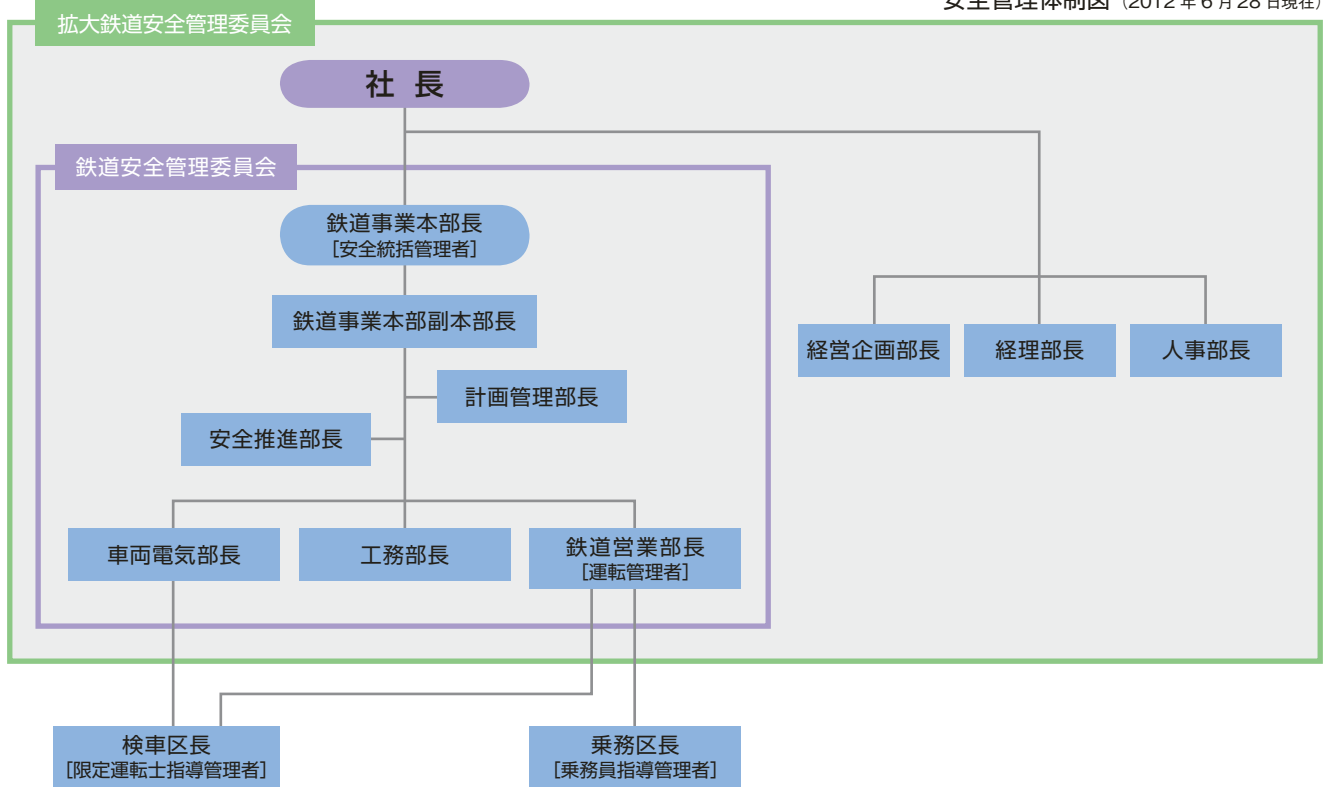 安全管理体制図（2012年6月28日現在）
拡大鉄道安全管理委員会
社 長
鉄道安全管理委員会
鉄道事業本部長
［安全統括管理者］
鉄道事業本部副本部長
経営企画部長
経理部長
人事部長
計画管理部長
安全推進部長
車両電気部長
工務部長
鉄道営業部長
［運転管理者］
検車区長
［限定運転士指導管理者］
乗務区長
［乗務員指導管理者］